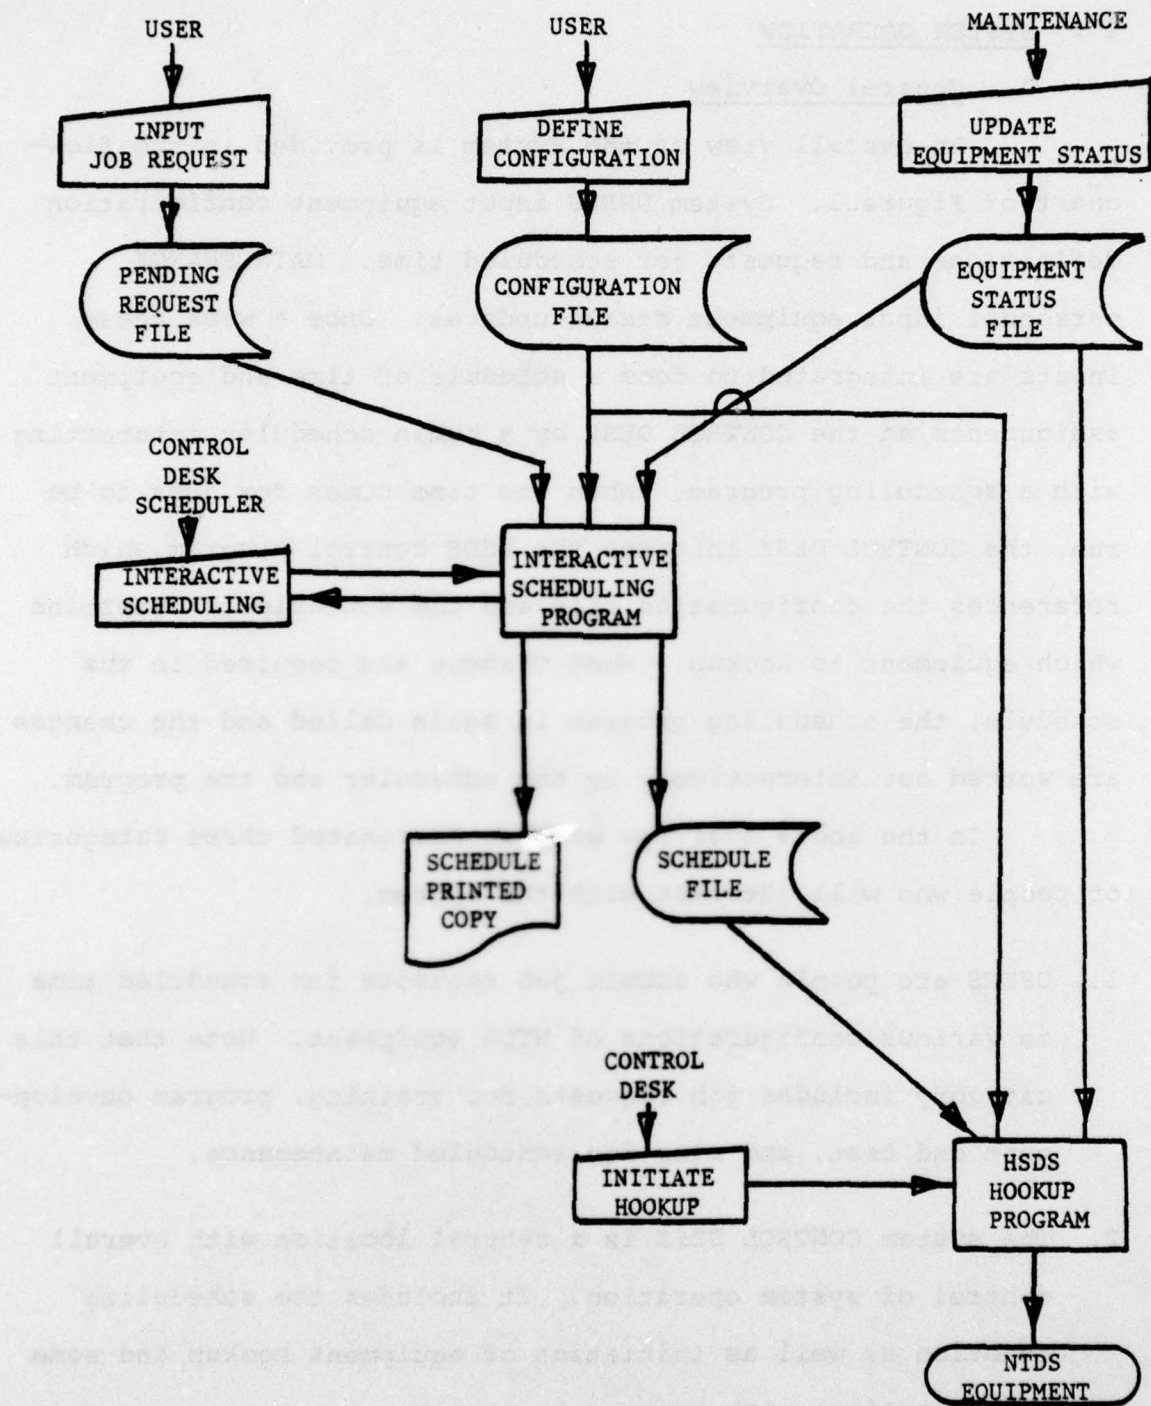 USER
USER
MAINTENANCE
INPUT
JOB REQUEST
DEFINE
CONFIGURATION
UPDATE
EQUIPMENT STATUS
PENDING
REQUEST
FILE
CONFIGURATION
FILE
EQUIPMENT
STATUS
FILE
CONTROL
DESK
SCHEDULER
INTERACTIVE
SCHEDULING
INTERACTIVE
SCHEDULING
PROGRAM
SCHEDULE
PRINTED
COPY
SCHEDULE
FILE
CONTROL
DESK
INITIATE
HOOKUP
HSDS
HOOKUP
PROGRAM
NTDS
EQUIPMENT